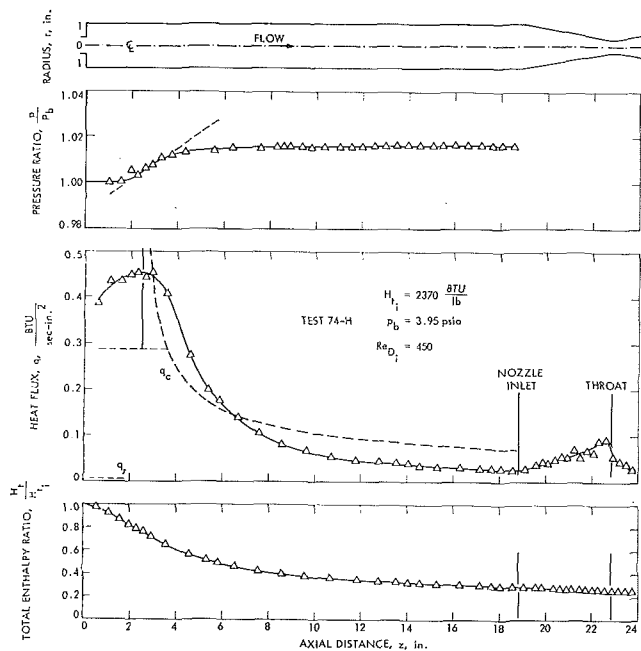 RADIUS, r, in.
1
0
1
℄
FLOW
PRESSURE RATIO, p/p_b
1.04
1.00
0.98
HEAT FLUX, q, BTU/sec-in.²
0.5
0.4
0.3
0.2
0.1
0
q_c
q_r
TEST 74-H
H_t_i = 2370 BTU/lb
p_b = 3.95 psia
Re_D_i = 450
NOZZLE
INLET
THROAT
TOTAL ENTHALPY RATIO, H_t/H_t_i
1.0
0.8
0.6
0.4
0.2
0
0 2 4 6 8 10 12 14 16 18 20 22 24
AXIAL DISTANCE, z, in.